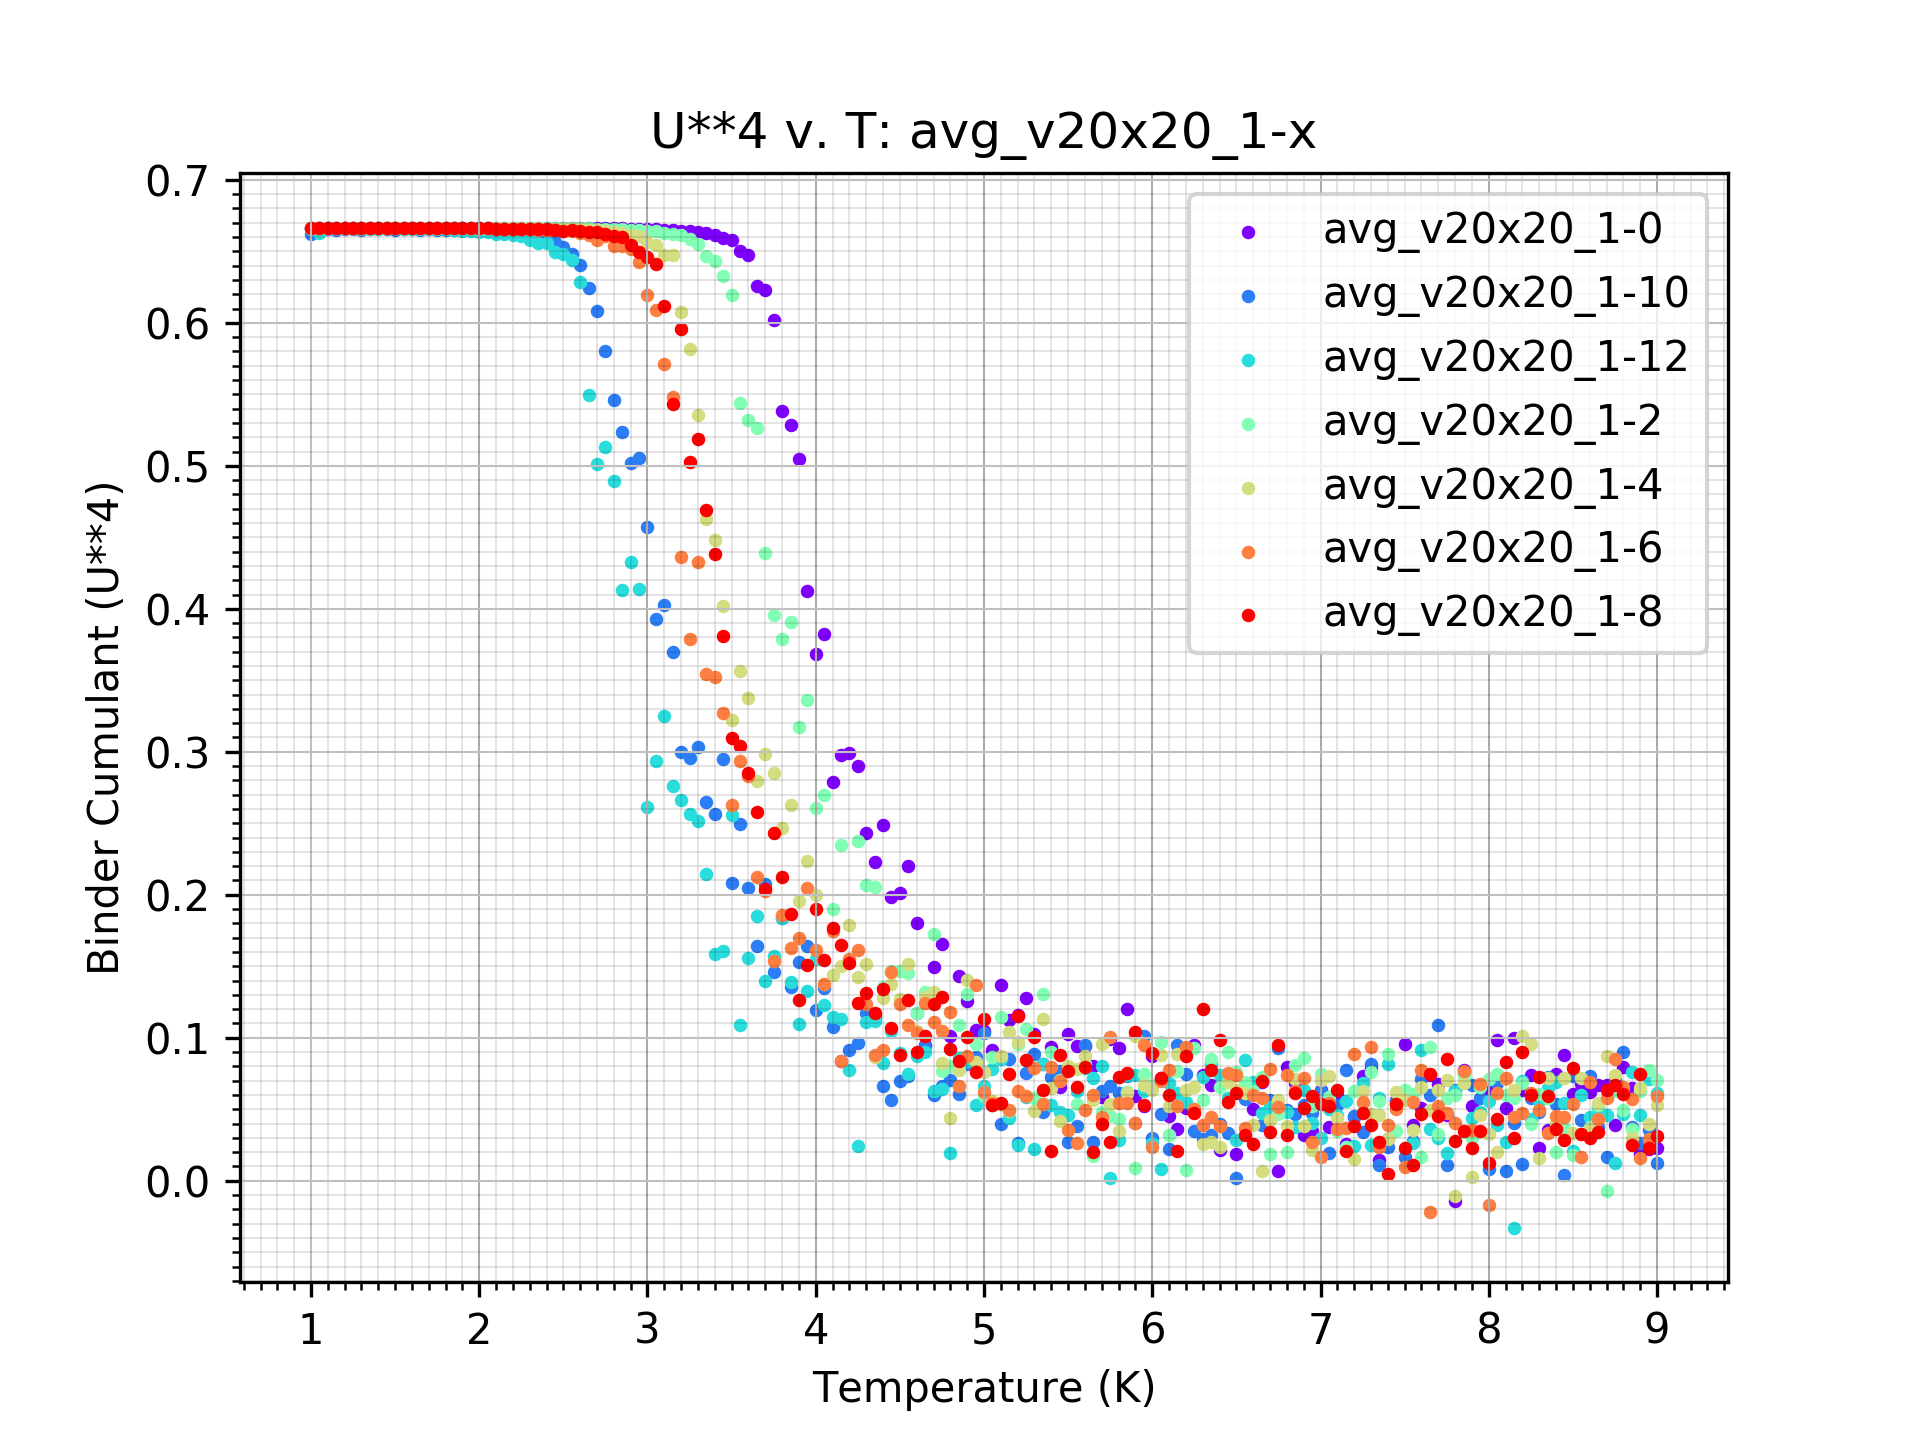 U**4 v. T: avg_v20x20_1-x
0.7
0.6
0.5
0.4
0.3
0.2
0.1
0.0
Binder Cumulant (U**4)
avg_v20x20_1-0
avg_v20x20_1-10
avg_v20x20_1-12
avg_v20x20_1-2
avg_v20x20_1-4
avg_v20x20_1-6
avg_v20x20_1-8
1 2 3 4 5 6 7 8 9
Temperature (K)